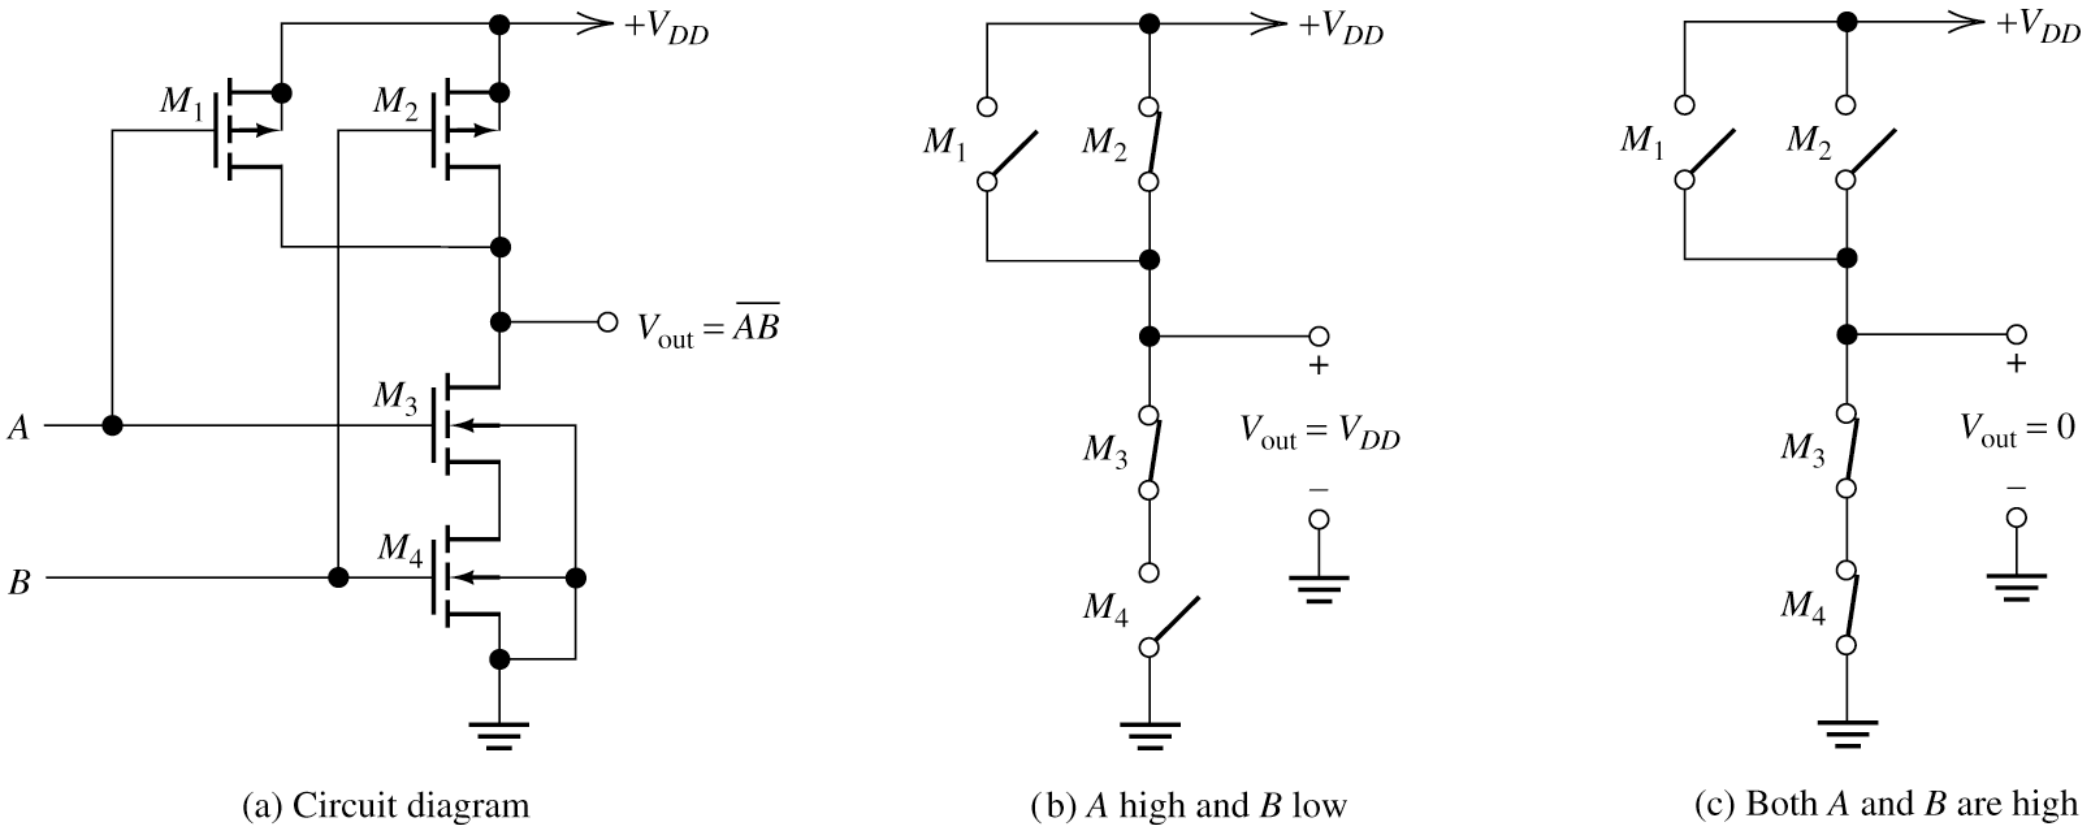 +V_DD
M_1
M_2
V_out = \overline{AB}
M_3
A
M_4
B
(a) Circuit diagram
+V_DD
M_1
M_2
+
V_out = V_DD
M_3
−
M_4
(b) A high and B low
+V_DD
M_1
M_2
+
V_out = 0
M_3
−
M_4
(c) Both A and B are high